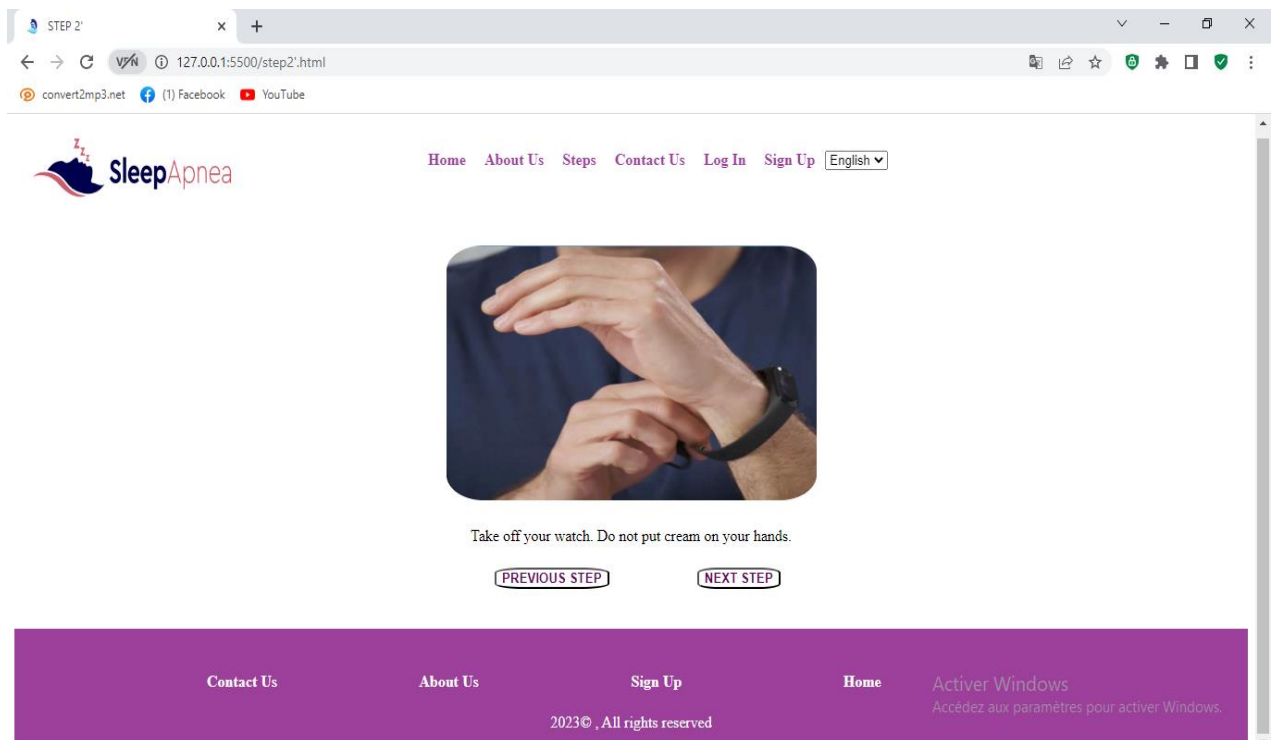 STEP 2'
127.0.0.1:5500/step2'.html
convert2mp3.net (1) Facebook YouTube
z z z
SleepApnea
Home About Us Steps Contact Us Log In Sign Up English
Take off your watch. Do not put cream on your hands.
PREVIOUS STEP NEXT STEP
Contact Us About Us Sign Up Home
Activer Windows
Accédez aux paramètres pour activer Windows.
2023© , All rights reserved